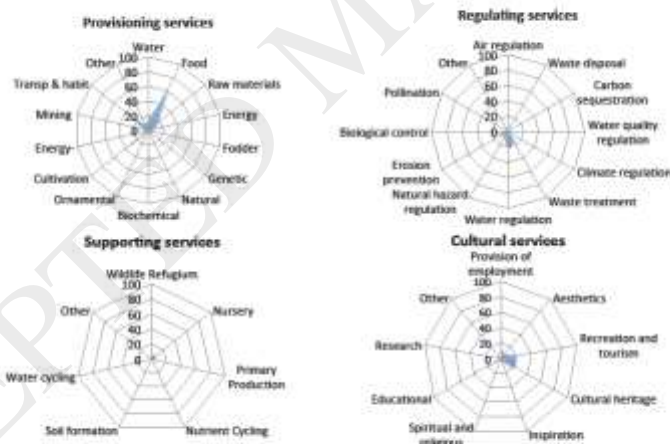 Provisioning services
Water
100
80
60
40
20
0
Food
Raw materials
Energy
Fodder
Genetic
Natural
Biochemical
Ornamental
Cultivation
Energy
Mining
Transp & habit
Other
Regulating services
Air regulation
100
80
60
40
20
0
Waste disposal
Carbon
sequestration
Water quality
regulation
Climate regulation
Waste treatment
Water regulation
Natural hazard
regulation
Erosion
prevention
Biological control
Pollination
Other
Supporting services
Wildlife Refugium
100
80
60
40
20
0
Nursery
Primary
Production
Nutrient Cycling
Soil formation
Water cycling
Other
Cultural services
Provision of
employment
100
80
60
40
20
0
Aesthetics
Recreation and
tourism
Cultural heritage
Inspiration
Spiritual and
religious
Educational
Research
Other